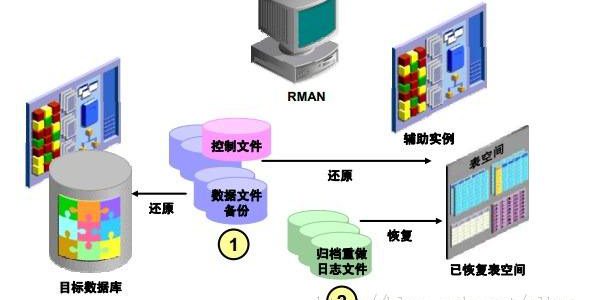 RMAN
辅助实例
控制文件
表空间
还原
还原
数据文件
备份
1
恢复
归档重做
日志文件
已恢复表空间
目标数据库
2